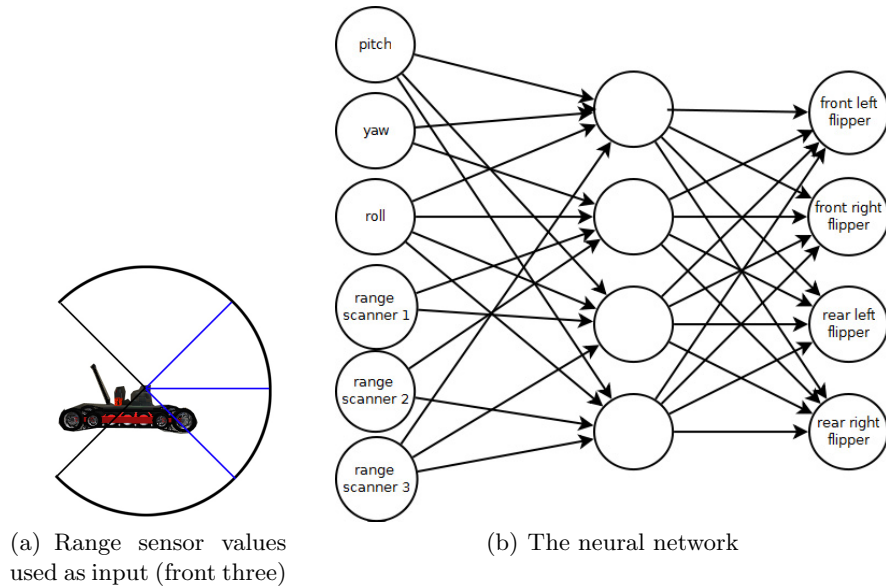 pitch
yaw
roll
range
scanner 1
range
scanner 2
range
scanner 3
front left
flipper
front right
flipper
rear left
flipper
rear right
flipper
(a) Range sensor values
used as input (front three)
(b) The neural network